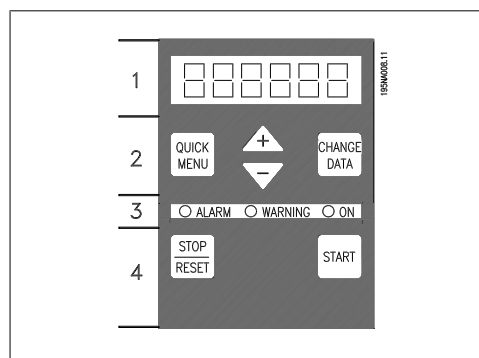 1
195NA008.11
QUICK
MENU
+
CHANGE
DATA
2
−
3
ALARM
WARNING
ON
STOP
RESET
START
4